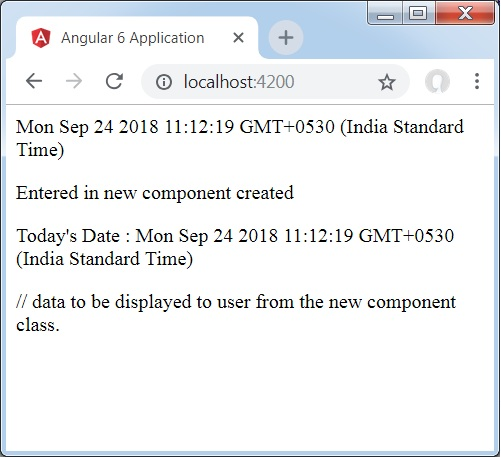 Angular 6 Application
localhost:4200
Mon Sep 24 2018 11:12:19 GMT+0530 (India Standard
Time)
Entered in new component created
Today's Date : Mon Sep 24 2018 11:12:19 GMT+0530
(India Standard Time)
// data to be displayed to user from the new component
class.